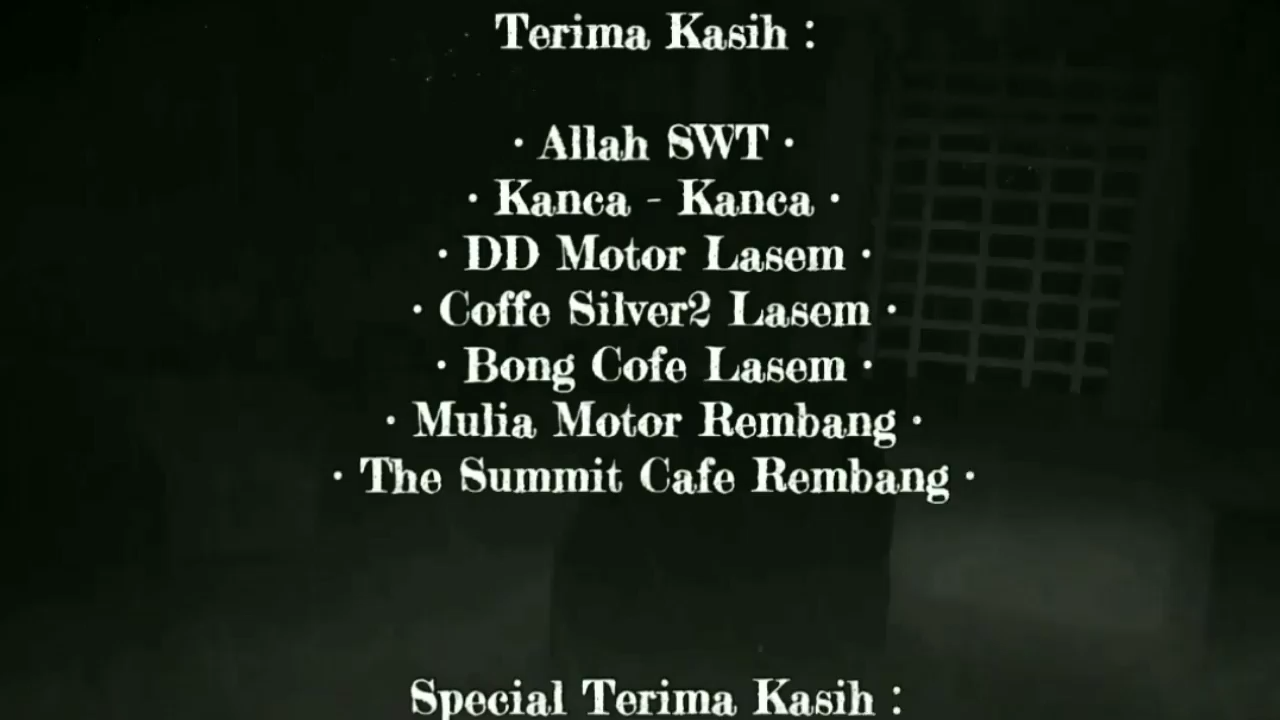 Terima Kasih :
· Allah SWT ·
· Kanca - Kanca ·
· DD Motor Lasem ·
· Coffe Silver2 Lasem ·
· Bong Cofe Lasem ·
· Mulia Motor Rembang ·
· The Summit Cafe Rembang ·
Special Terima Kasih :